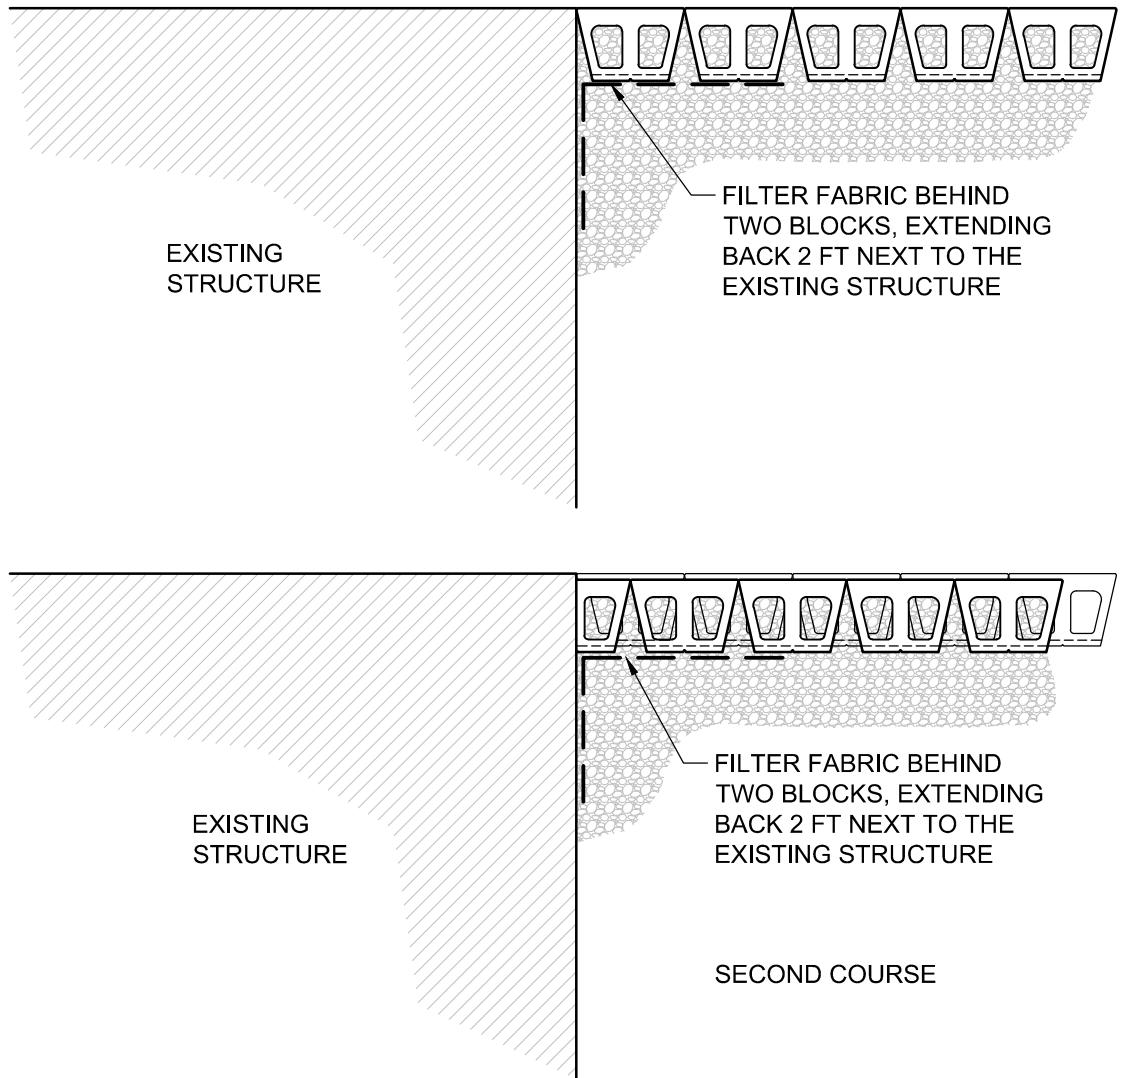 FILTER FABRIC BEHIND
TWO BLOCKS, EXTENDING
BACK 2 FT NEXT TO THE
EXISTING STRUCTURE
EXISTING
STRUCTURE
FILTER FABRIC BEHIND
TWO BLOCKS, EXTENDING
BACK 2 FT NEXT TO THE
EXISTING STRUCTURE
EXISTING
STRUCTURE
SECOND COURSE